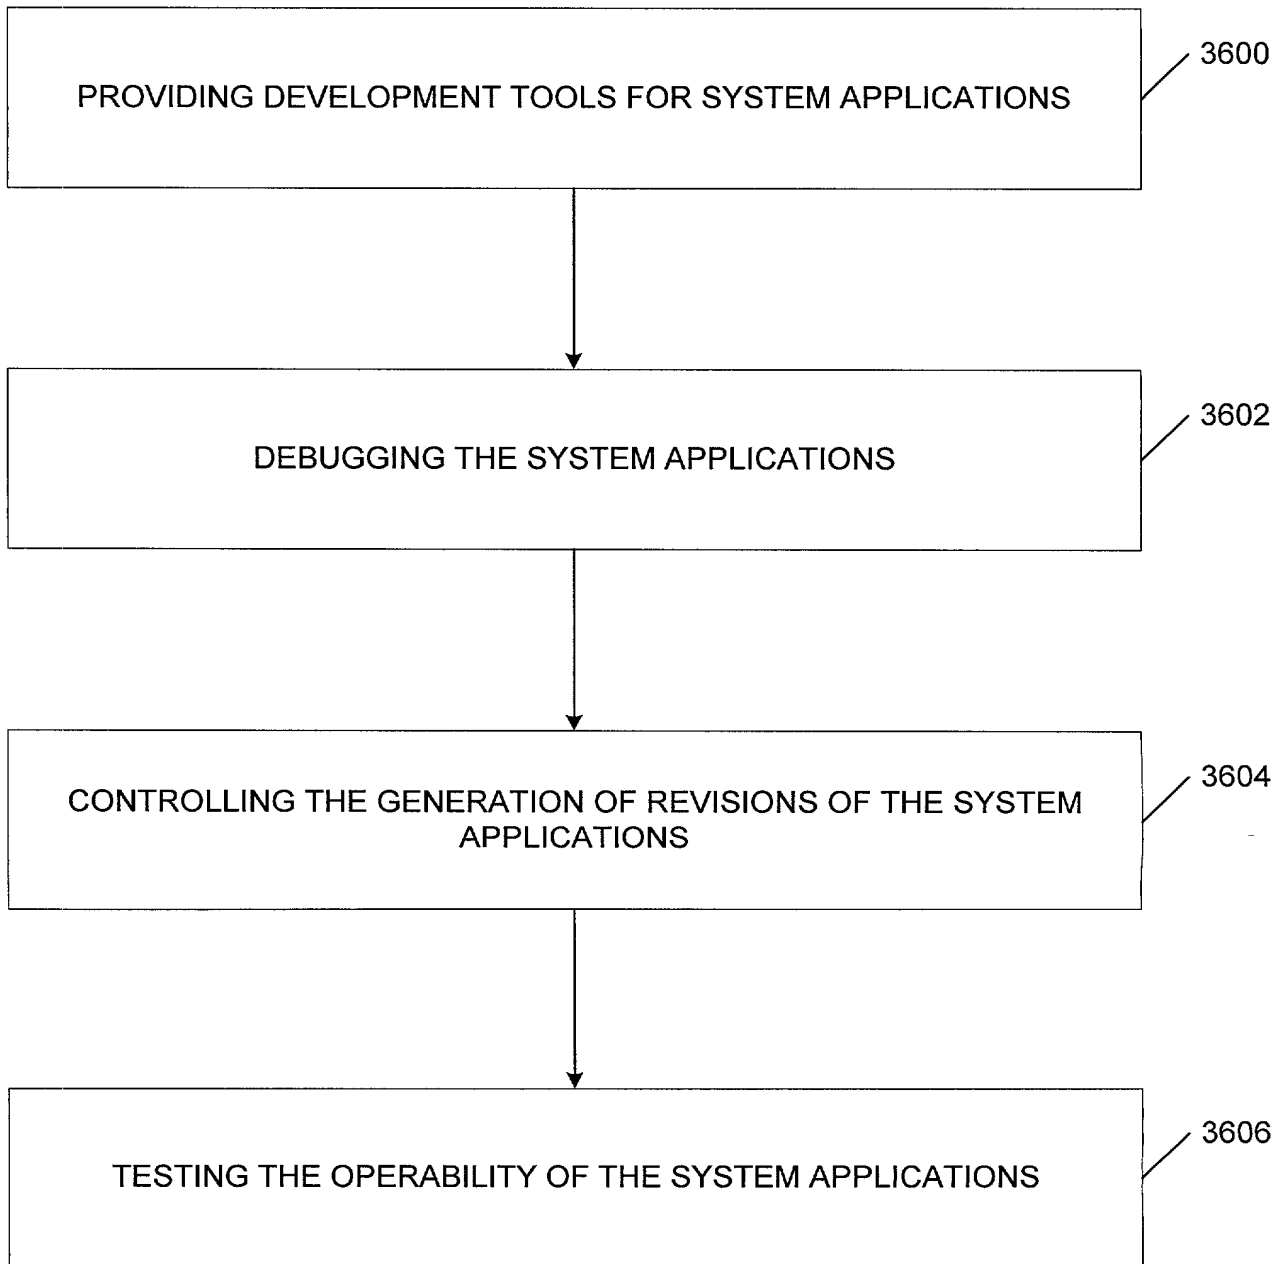 3600
PROVIDING DEVELOPMENT TOOLS FOR SYSTEM APPLICATIONS
3602
DEBUGGING THE SYSTEM APPLICATIONS
3604
CONTROLLING THE GENERATION OF REVISIONS OF THE SYSTEM
APPLICATIONS
3606
TESTING THE OPERABILITY OF THE SYSTEM APPLICATIONS